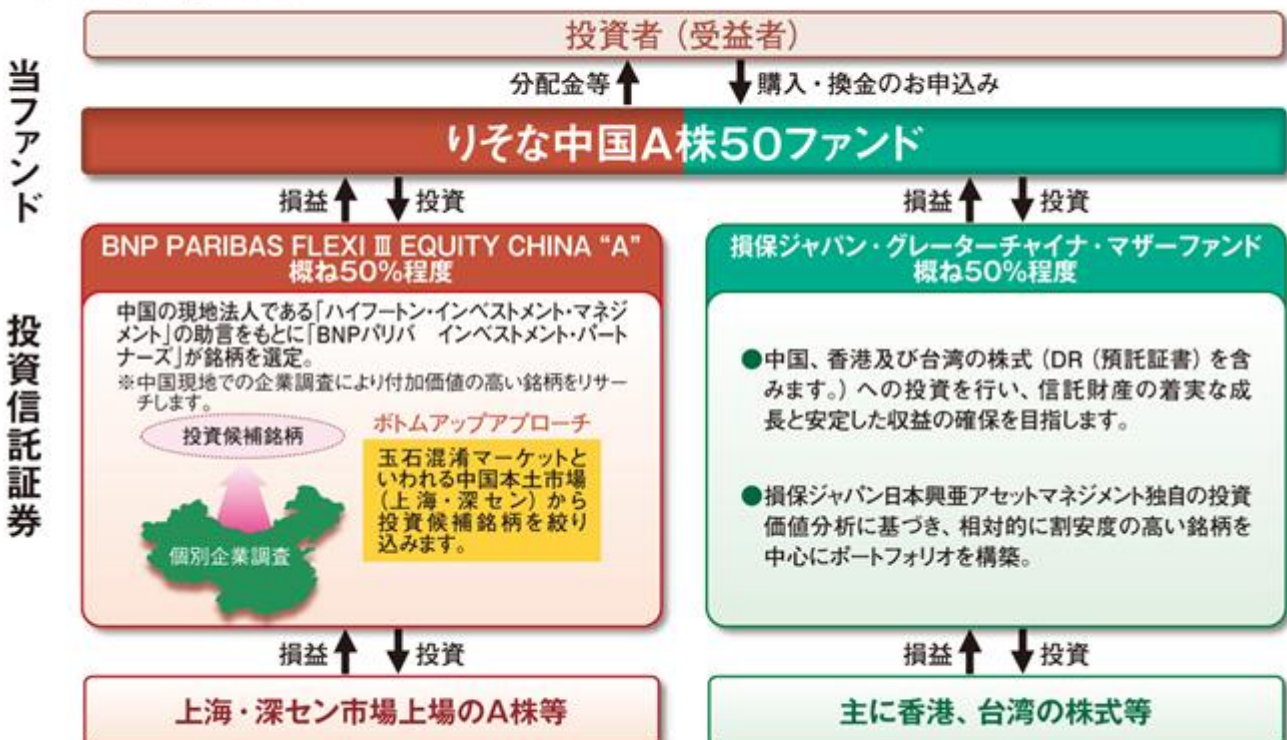 投資者（受益者）
分配金等
購入・換金のお申込み
当ファンド
りそな中国A株50ファンド
損益
投資
損益
投資
投資信託証券
BNP PARIBAS FLEXI Ⅲ EQUITY CHINA “A”
概ね50%程度
中国の現地法人である「ハイフートン・インベストメント・マネジ
メント」の助言をもとに「BNPパリバ　インベストメント・パート
ナーズ」が銘柄を選定。
※中国現地での企業調査により付加価値の高い銘柄をリサー
チします。
投資候補銘柄
個別企業調査
ボトムアップアプローチ
玉石混淆マーケットと
いわれる中国本土市場
（上海・深セン）から
投資候補銘柄を絞り
込みます。
損保ジャパン・グレーターチャイナ・マザーファンド
概ね50%程度
●中国、香港及び台湾の株式（DR（預託証書）を含
みます。）への投資を行い、信託財産の着実な成
長と安定した収益の確保を目指します。
●損保ジャパン日本興亜アセットマネジメント独自の投資
価値分析に基づき、相対的に割安度の高い銘柄を
中心にポートフォリオを構築。
損益
投資
損益
投資
上海・深セン市場上場のA株等
主に香港、台湾の株式等